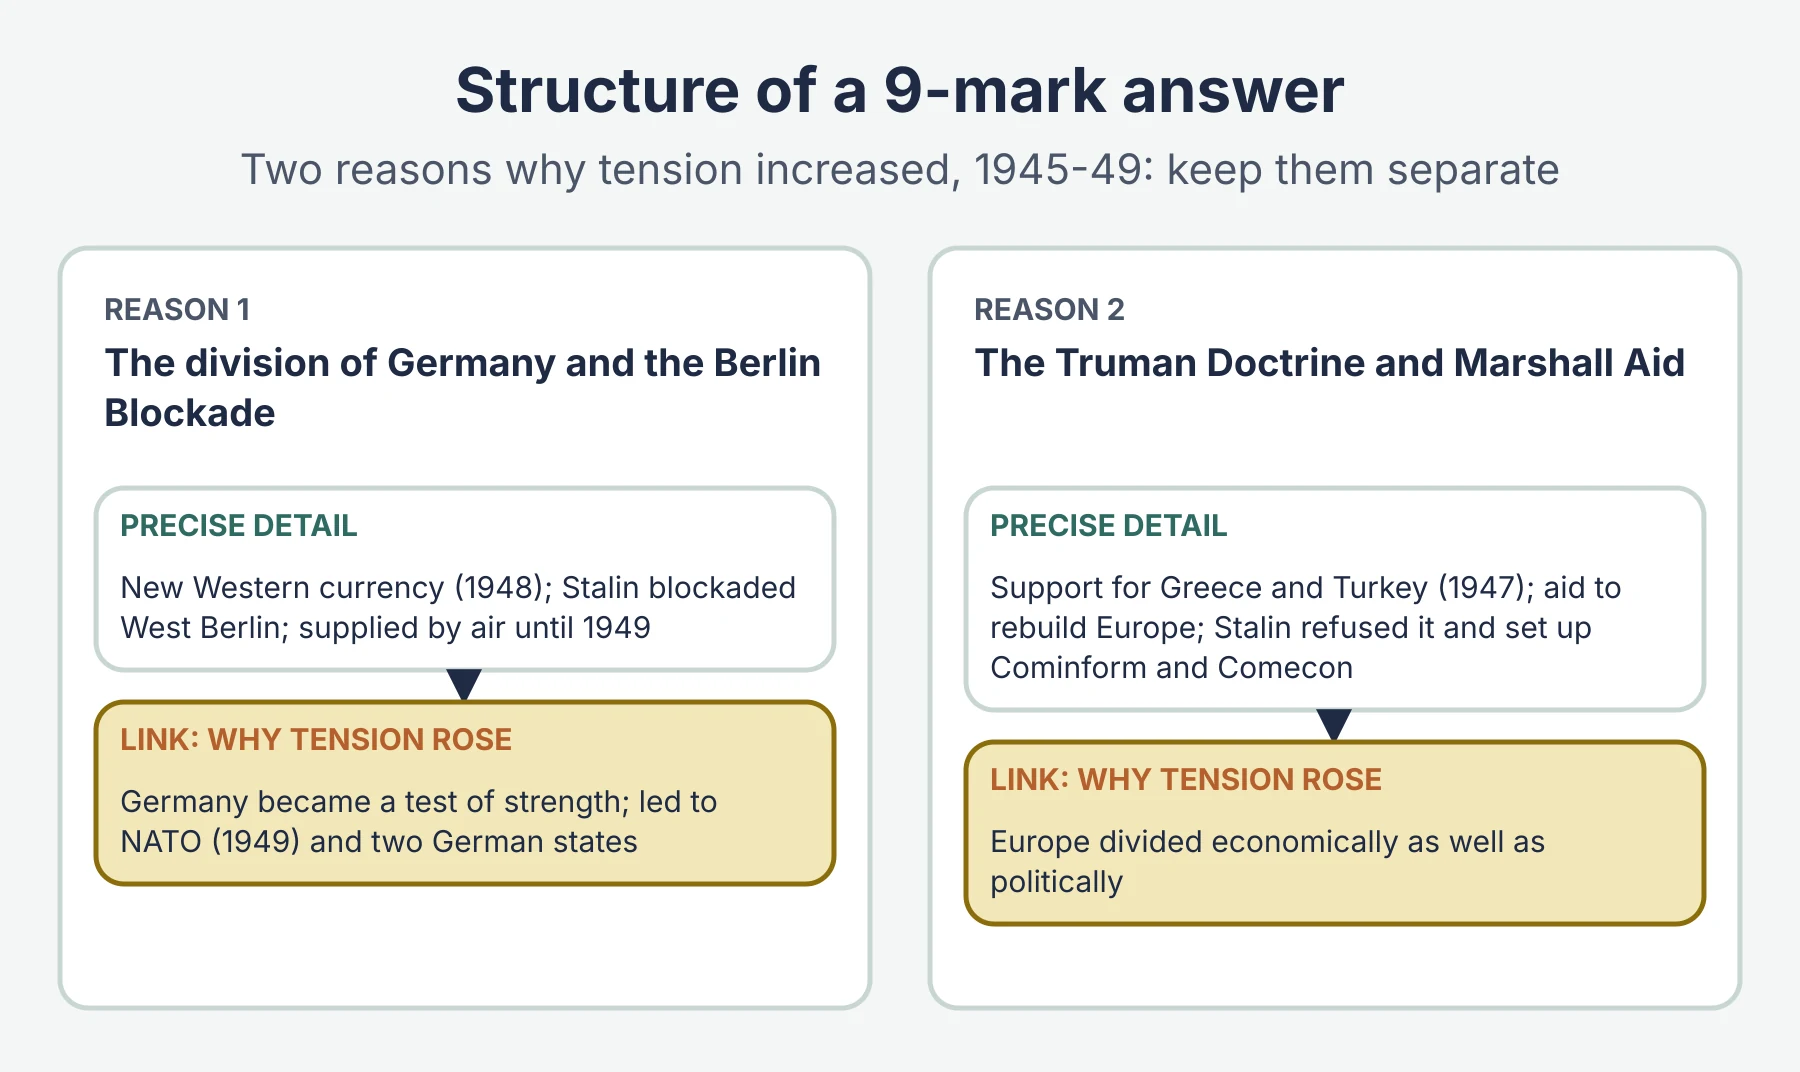 Structure of a 9-mark answer
Two reasons why tension increased, 1945-49: keep them separate
REASON 1
The division of Germany and the Berlin
Blockade
PRECISE DETAIL
New Western currency (1948); Stalin blockaded
West Berlin; supplied by air until 1949
LINK: WHY TENSION ROSE
Germany became a test of strength; led to
NATO (1949) and two German states
REASON 2
The Truman Doctrine and Marshall Aid
PRECISE DETAIL
Support for Greece and Turkey (1947); aid to
rebuild Europe; Stalin refused it and set up
Cominform and Comecon
LINK: WHY TENSION ROSE
Europe divided economically as well as
politically